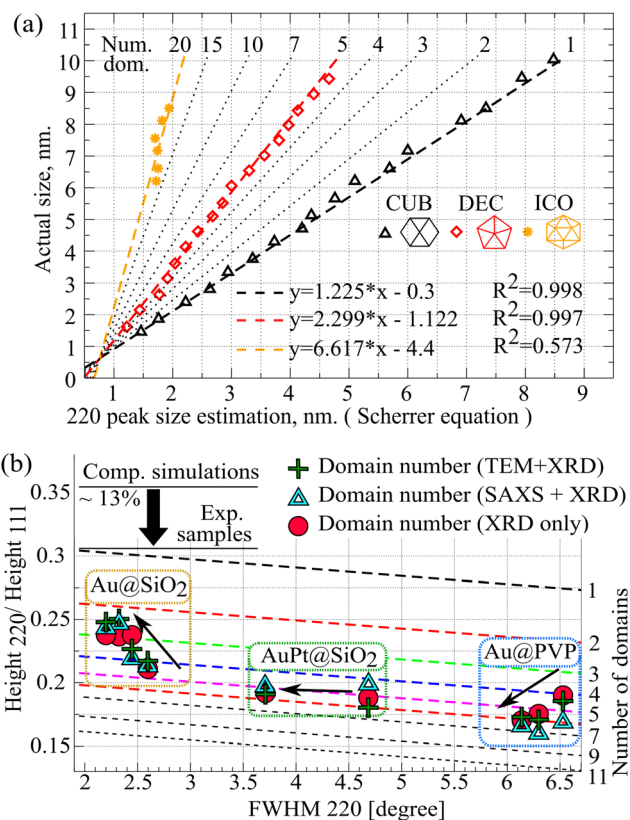 (a)
Num. dom.
20 15 10 7 5 4 3 2 1
11
10
9
8
7
6
5
4
3
2
1
0
Actual size, nm.
CUB DEC ICO
y=1.225*x - 0.3 R²=0.998
y=2.299*x - 1.122 R²=0.997
y=6.617*x - 4.4 R²=0.573
1 2 3 4 5 6 7 8 9
220 peak size estimation, nm. ( Scherrer equation )
(b)
Comp. simulations
~ 13%
Exp. samples
Domain number (TEM+XRD)
Domain number (SAXS + XRD)
Domain number (XRD only)
0.35
0.3
0.25
0.2
0.15
Height 220/ Height 111
Au@SiO2
AuPt@SiO2
Au@PVP
1
2
3
4
5
7
9
11
Number of domains
2 2.5 3 3.5 4 4.5 5 5.5 6 6.5
FWHM 220 [degree]